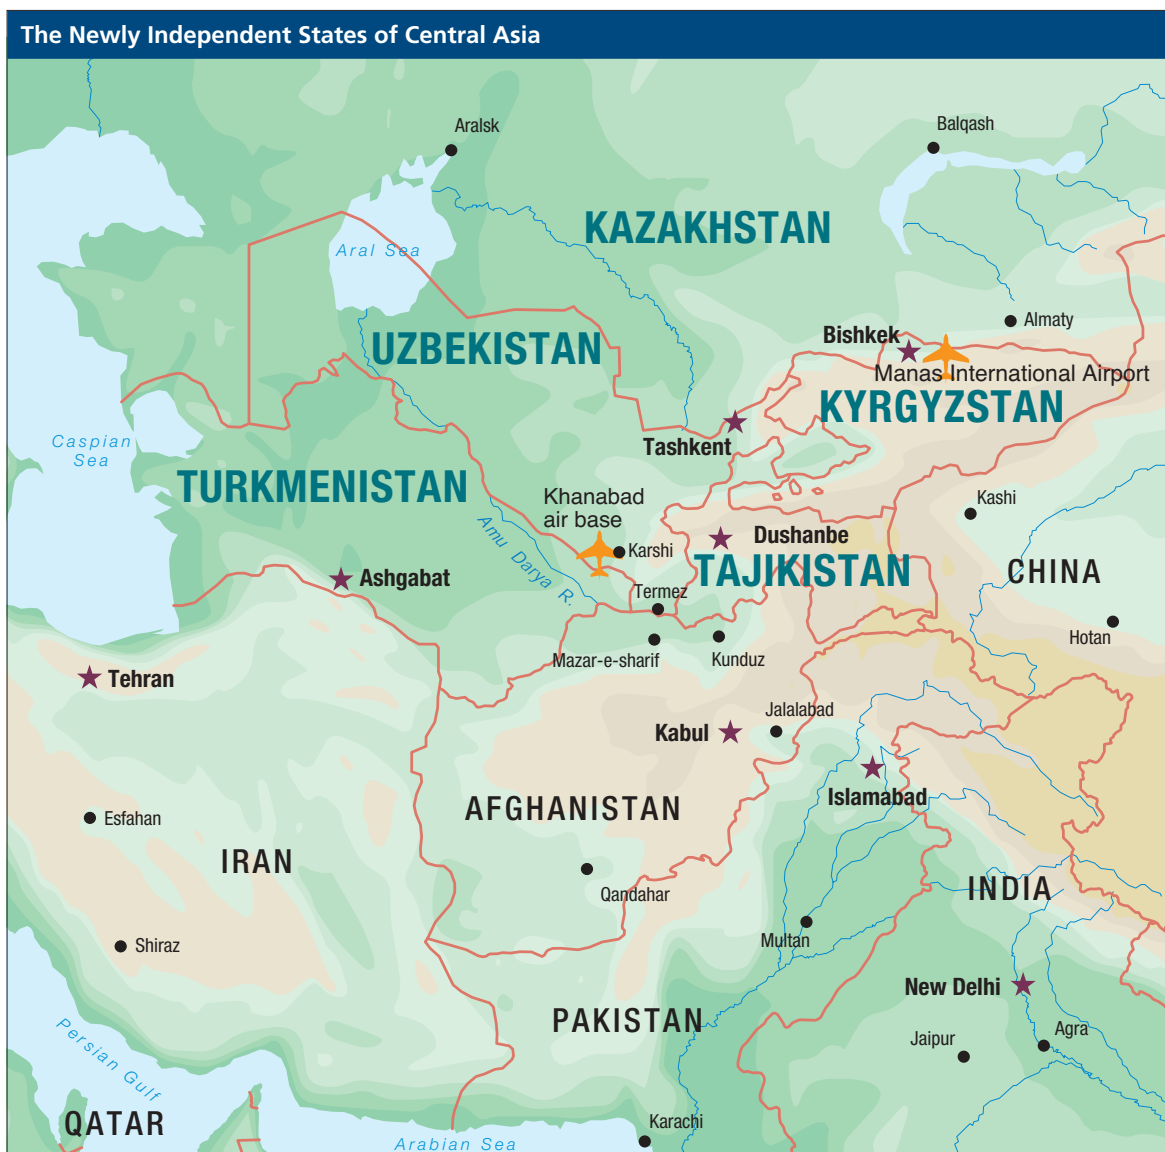 The Newly Independent States of Central Asia
Aralsk
Balqash
KAZAKHSTAN
Aral Sea
Almaty
Bishkek
UZBEKISTAN
Manas International Airport
KYRGYZSTAN
Caspian
Sea
Tashkent
TURKMENISTAN
Khanabad
air base
Kashi
Amu Darya R.
Dushanbe
Karshi
TAJIKISTAN
CHINA
Ashgabat
Termez
Hotan
Mazar-e-sharif
Kunduz
Tehran
Jalalabad
Kabul
Islamabad
AFGHANISTAN
Esfahan
IRAN
Qandahar
INDIA
Multan
Shiraz
New Delhi
PAKISTAN
Persian Gulf
Jaipur
Agra
QATAR
Karachi
Arabian Sea